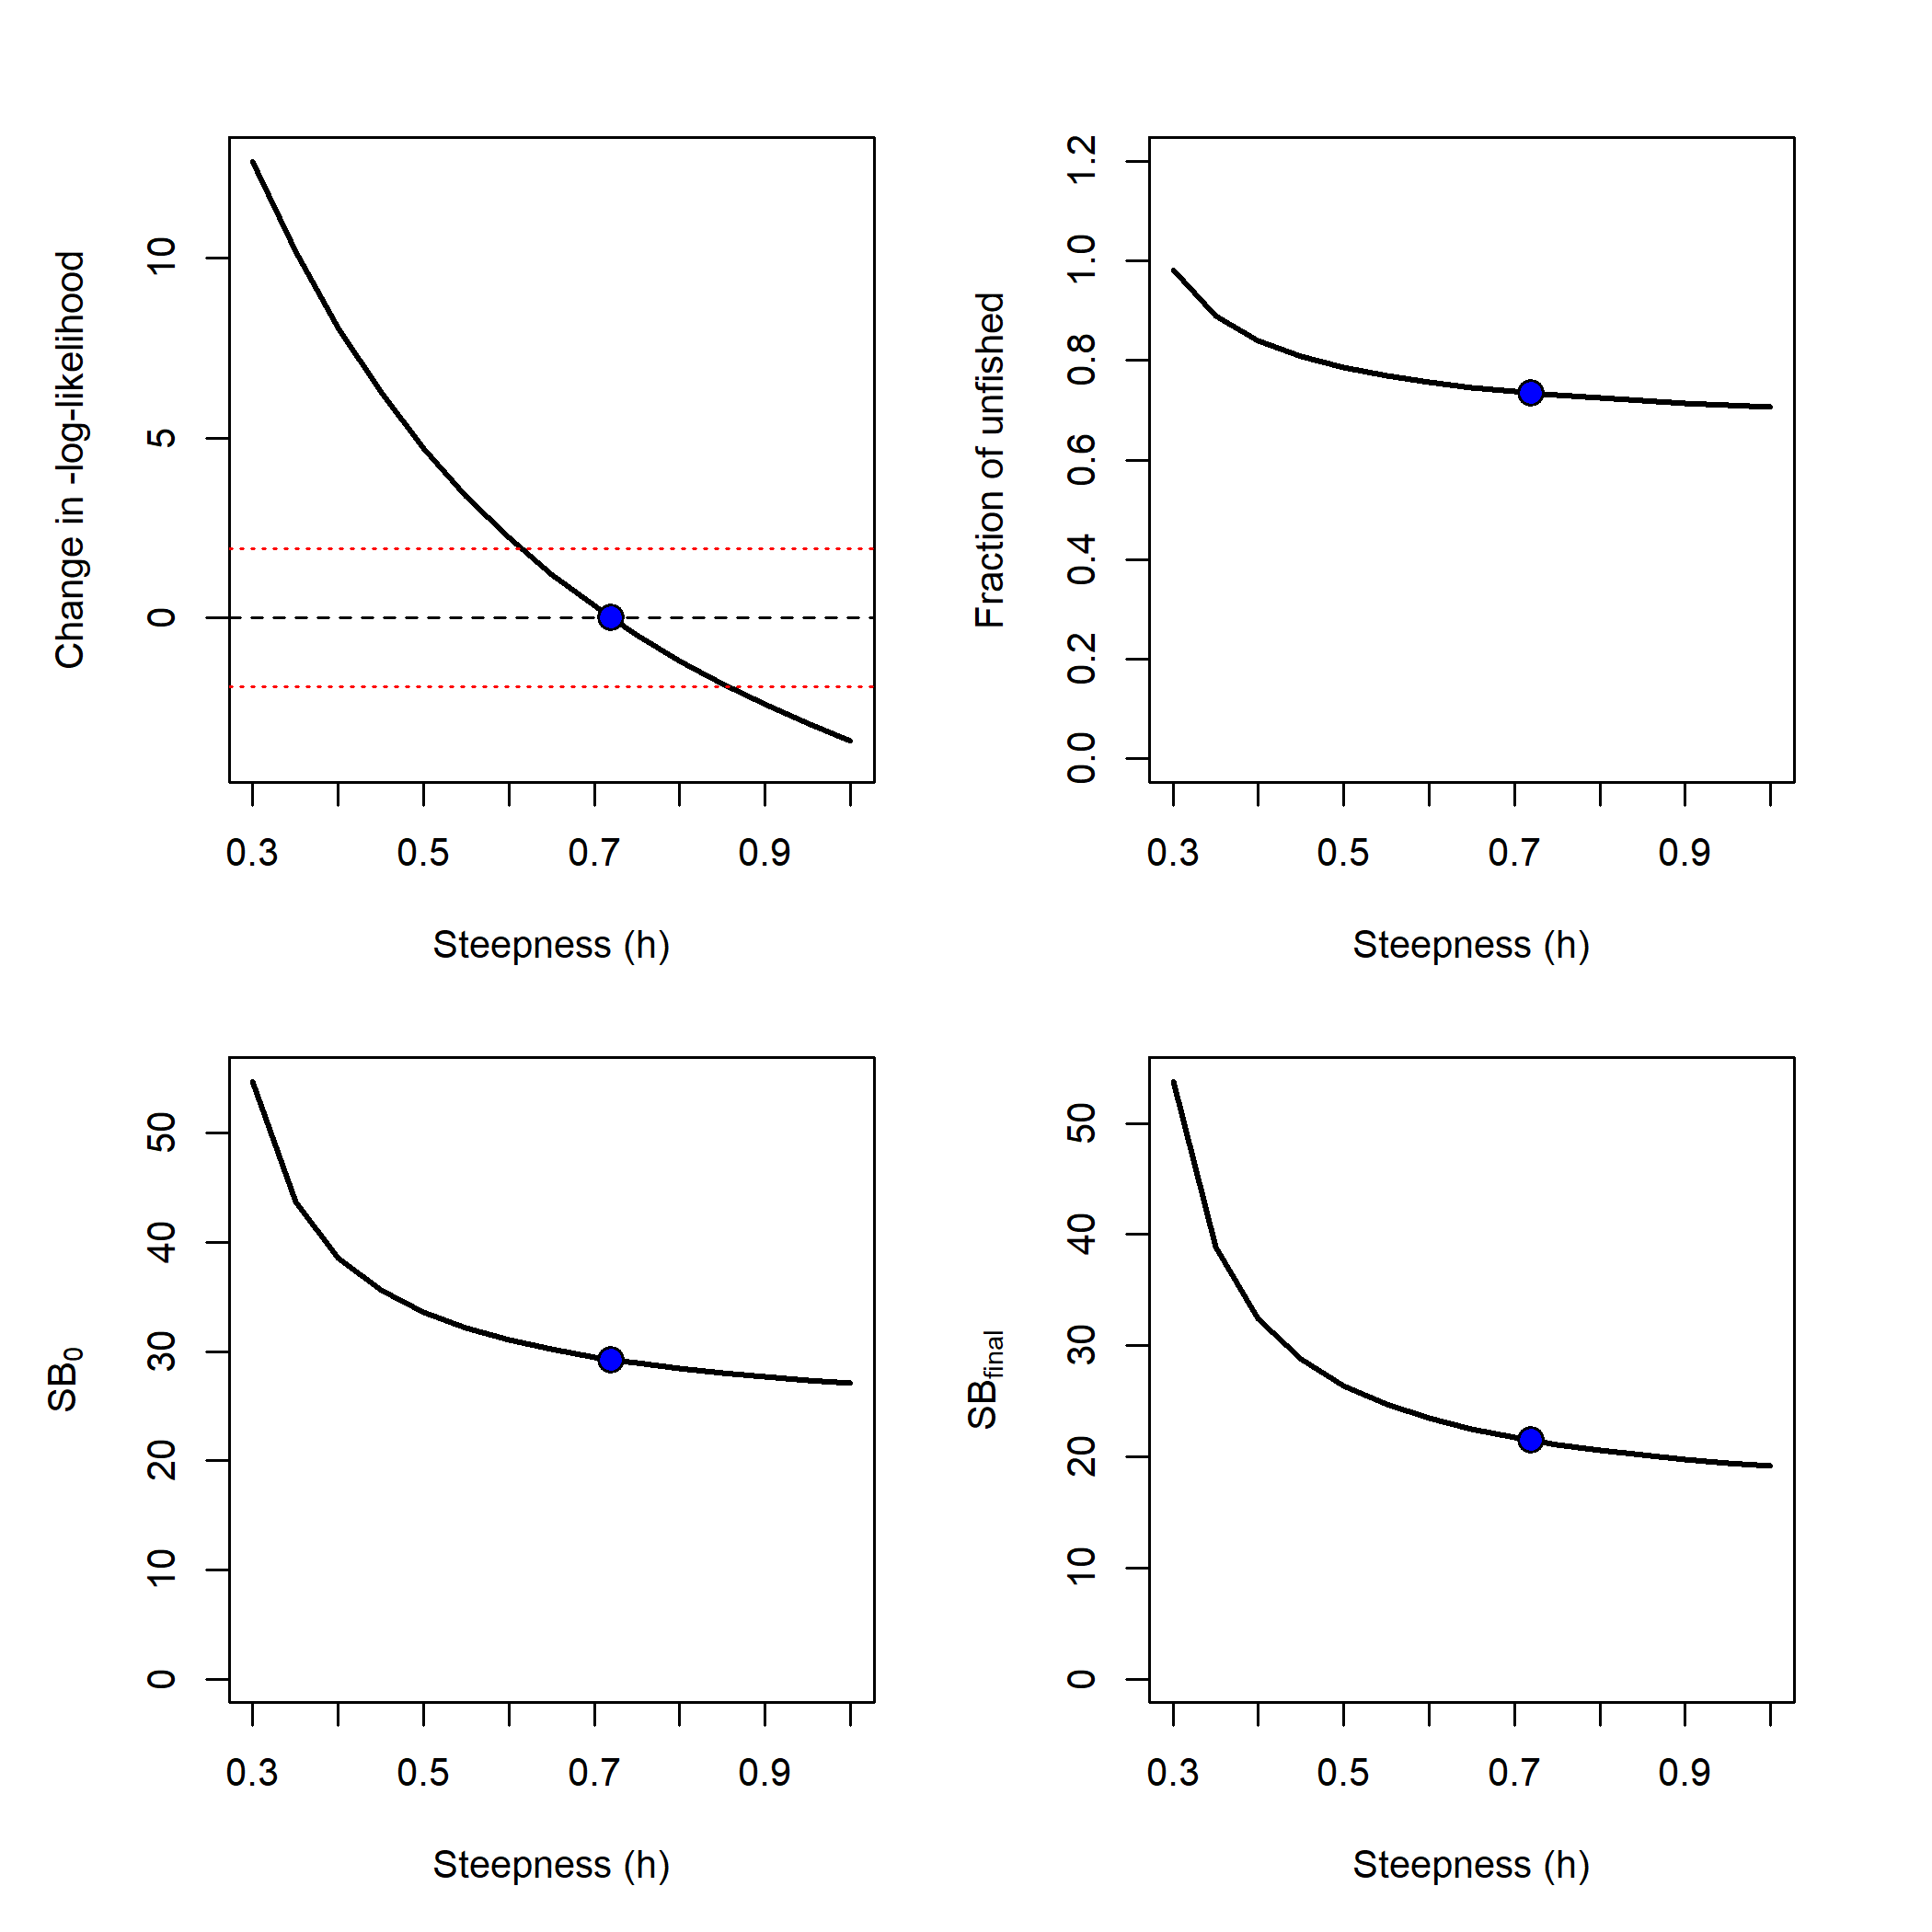 Change in -log-likelihood
10
5
0
0.3 0.5 0.7 0.9
Steepness (h)
Fraction of unfished
1.2
1.0
0.8
0.6
0.4
0.2
0.0
0.3 0.5 0.7 0.9
Steepness (h)
SB0
50
40
30
20
10
0
0.3 0.5 0.7 0.9
Steepness (h)
SBfinal
50
40
30
20
10
0
0.3 0.5 0.7 0.9
Steepness (h)